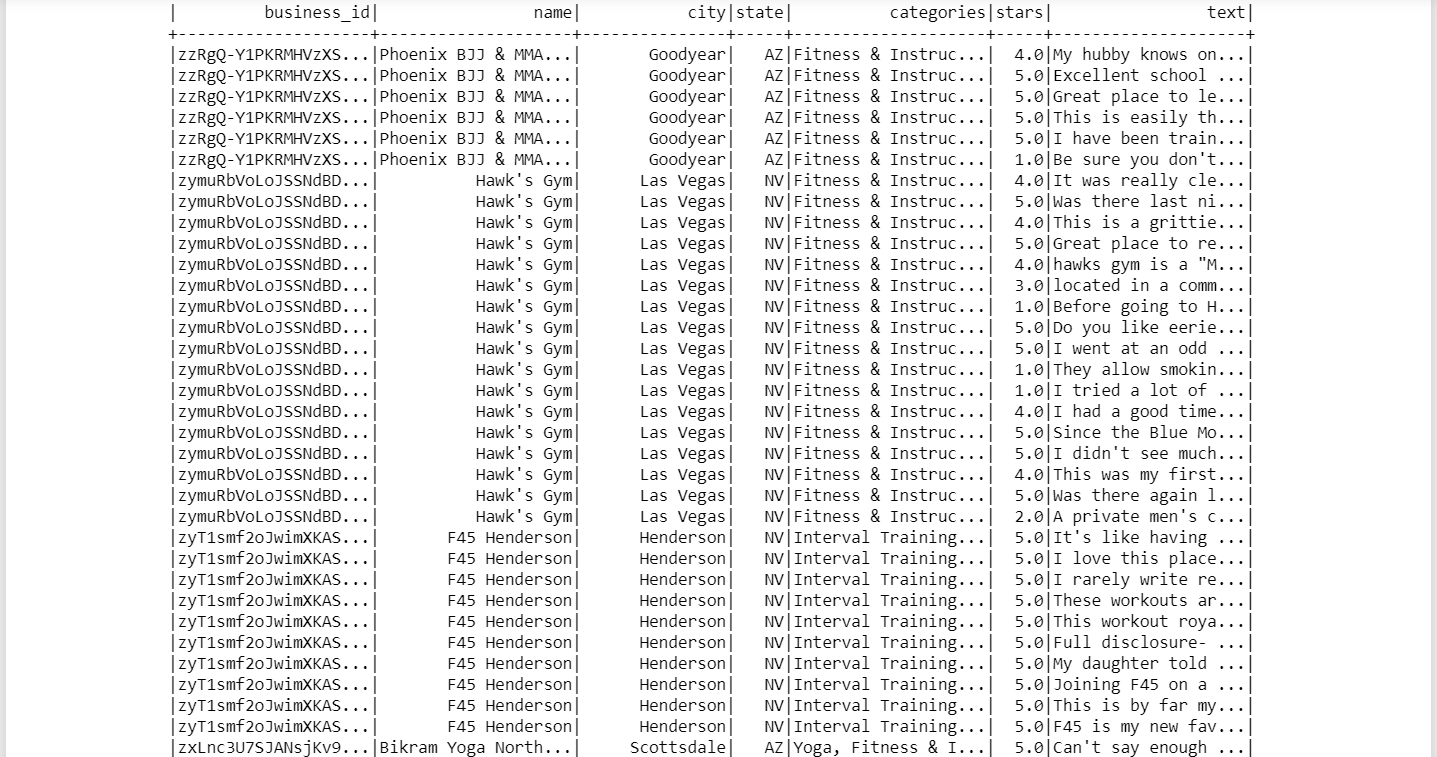 |         business_id|                name|           city|state|          categories|stars|                text|
+--------------------+--------------------+---------------+-----+--------------------+-----+--------------------+
|zzRgQ-Y1PKRMHVzXS...|Phoenix BJJ & MMA...|       Goodyear|   AZ|Fitness & Instruc...|  4.0|My hubby knows on...|
|zzRgQ-Y1PKRMHVzXS...|Phoenix BJJ & MMA...|       Goodyear|   AZ|Fitness & Instruc...|  5.0|Excellent school ...|
|zzRgQ-Y1PKRMHVzXS...|Phoenix BJJ & MMA...|       Goodyear|   AZ|Fitness & Instruc...|  5.0|Great place to le...|
|zzRgQ-Y1PKRMHVzXS...|Phoenix BJJ & MMA...|       Goodyear|   AZ|Fitness & Instruc...|  5.0|This is easily th...|
|zzRgQ-Y1PKRMHVzXS...|Phoenix BJJ & MMA...|       Goodyear|   AZ|Fitness & Instruc...|  5.0|I have been train...|
|zzRgQ-Y1PKRMHVzXS...|Phoenix BJJ & MMA...|       Goodyear|   AZ|Fitness & Instruc...|  1.0|Be sure you don't...|
|zymuRbVoLoJSSNdBD...|          Hawk's Gym|      Las Vegas|   NV|Fitness & Instruc...|  4.0|It was really cle...|
|zymuRbVoLoJSSNdBD...|          Hawk's Gym|      Las Vegas|   NV|Fitness & Instruc...|  5.0|Was there last ni...|
|zymuRbVoLoJSSNdBD...|          Hawk's Gym|      Las Vegas|   NV|Fitness & Instruc...|  4.0|This is a grittie...|
|zymuRbVoLoJSSNdBD...|          Hawk's Gym|      Las Vegas|   NV|Fitness & Instruc...|  5.0|Great place to re...|
|zymuRbVoLoJSSNdBD...|          Hawk's Gym|      Las Vegas|   NV|Fitness & Instruc...|  4.0|hawks gym is a "M...|
|zymuRbVoLoJSSNdBD...|          Hawk's Gym|      Las Vegas|   NV|Fitness & Instruc...|  3.0|located in a comm...|
|zymuRbVoLoJSSNdBD...|          Hawk's Gym|      Las Vegas|   NV|Fitness & Instruc...|  1.0|Before going to H...|
|zymuRbVoLoJSSNdBD...|          Hawk's Gym|      Las Vegas|   NV|Fitness & Instruc...|  5.0|Do you like eerie...|
|zymuRbVoLoJSSNdBD...|          Hawk's Gym|      Las Vegas|   NV|Fitness & Instruc...|  5.0|I went at an odd ...|
|zymuRbVoLoJSSNdBD...|          Hawk's Gym|      Las Vegas|   NV|Fitness & Instruc...|  1.0|They allow smokin...|
|zymuRbVoLoJSSNdBD...|          Hawk's Gym|      Las Vegas|   NV|Fitness & Instruc...|  1.0|I tried a lot of ...|
|zymuRbVoLoJSSNdBD...|          Hawk's Gym|      Las Vegas|   NV|Fitness & Instruc...|  4.0|I had a good time...|
|zymuRbVoLoJSSNdBD...|          Hawk's Gym|      Las Vegas|   NV|Fitness & Instruc...|  5.0|Since the Blue Mo...|
|zymuRbVoLoJSSNdBD...|          Hawk's Gym|      Las Vegas|   NV|Fitness & Instruc...|  5.0|I didn't see much...|
|zymuRbVoLoJSSNdBD...|          Hawk's Gym|      Las Vegas|   NV|Fitness & Instruc...|  4.0|This was my first...|
|zymuRbVoLoJSSNdBD...|          Hawk's Gym|      Las Vegas|   NV|Fitness & Instruc...|  5.0|Was there again l...|
|zymuRbVoLoJSSNdBD...|          Hawk's Gym|      Las Vegas|   NV|Fitness & Instruc...|  2.0|A private men's c...|
|zyT1smf2oJwimXKAS...|       F45 Henderson|      Henderson|   NV|Interval Training...|  5.0|It's like having ...|
|zyT1smf2oJwimXKAS...|       F45 Henderson|      Henderson|   NV|Interval Training...|  5.0|I love this place...|
|zyT1smf2oJwimXKAS...|       F45 Henderson|      Henderson|   NV|Interval Training...|  5.0|I rarely write re...|
|zyT1smf2oJwimXKAS...|       F45 Henderson|      Henderson|   NV|Interval Training...|  5.0|These workouts ar...|
|zyT1smf2oJwimXKAS...|       F45 Henderson|      Henderson|   NV|Interval Training...|  5.0|This workout roya...|
|zyT1smf2oJwimXKAS...|       F45 Henderson|      Henderson|   NV|Interval Training...|  5.0|Full disclosure-  ...|
|zyT1smf2oJwimXKAS...|       F45 Henderson|      Henderson|   NV|Interval Training...|  5.0|My daughter told ...|
|zyT1smf2oJwimXKAS...|       F45 Henderson|      Henderson|   NV|Interval Training...|  5.0|Joining F45 on a ...|
|zyT1smf2oJwimXKAS...|       F45 Henderson|      Henderson|   NV|Interval Training...|  5.0|This is by far my...|
|zyT1smf2oJwimXKAS...|       F45 Henderson|      Henderson|   NV|Interval Training...|  5.0|F45 is my new fav...|
|zxLnc3U7SJANsjKv9...|Bikram Yoga North...|     Scottsdale|   AZ|Yoga, Fitness & I...|  5.0|Can't say enough ...|